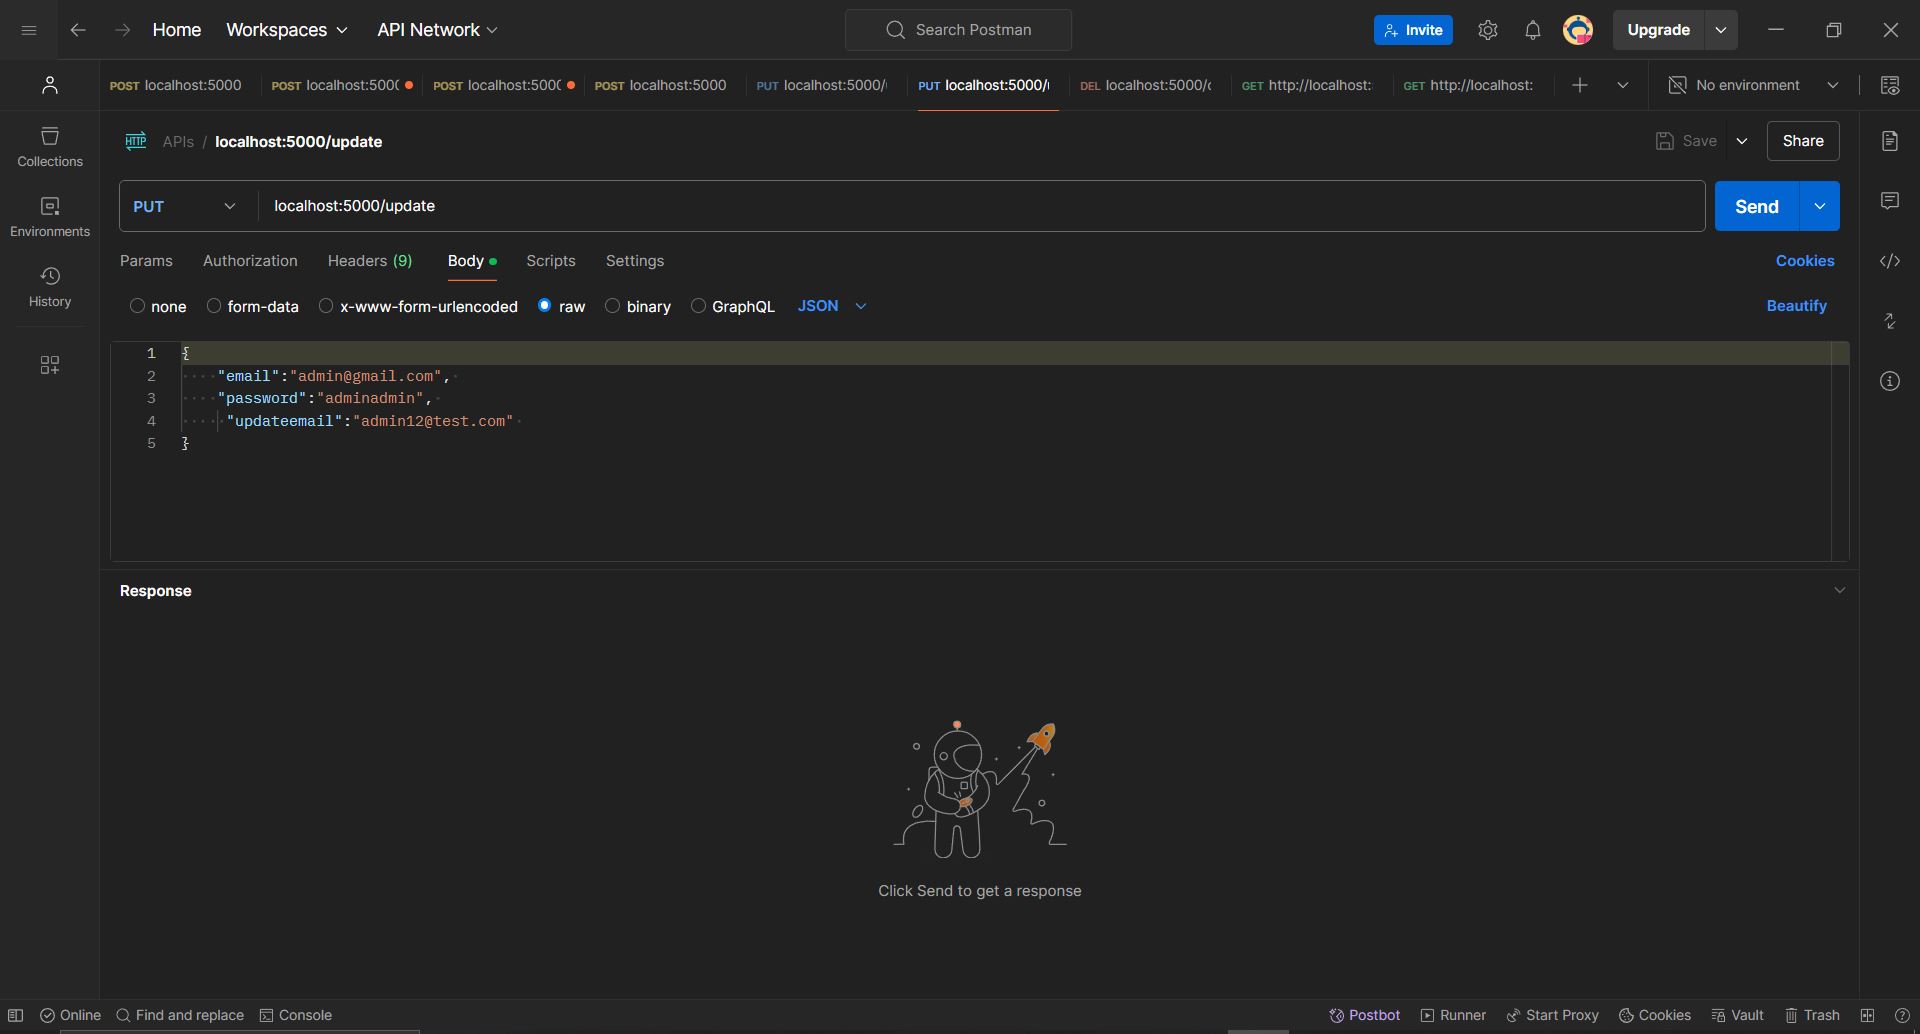 Home Workspaces API Network Search Postman Invite Upgrade
POST localhost:5000 POST localhost:5000 POST localhost:5000 POST localhost:5000 PUT localhost:5000/ PUT localhost:5000/ DEL localhost:5000/ GET http://localhost: GET http://localhost: No environment
HTTP APIs / localhost:5000/update Save Share
Collections
PUT localhost:5000/update Send
Environments
Params Authorization Headers (9) Body Scripts Settings Cookies
History
none form-data x-www-form-urlencoded raw binary GraphQL JSON Beautify
1 {
2 "email":"admin@gmail.com",
3 "password":"adminadmin",
4 "updateemail":"admin12@test.com"
5 }
Response
Click Send to get a response
Online Find and replace Console Postbot Runner Start Proxy Cookies Vault Trash